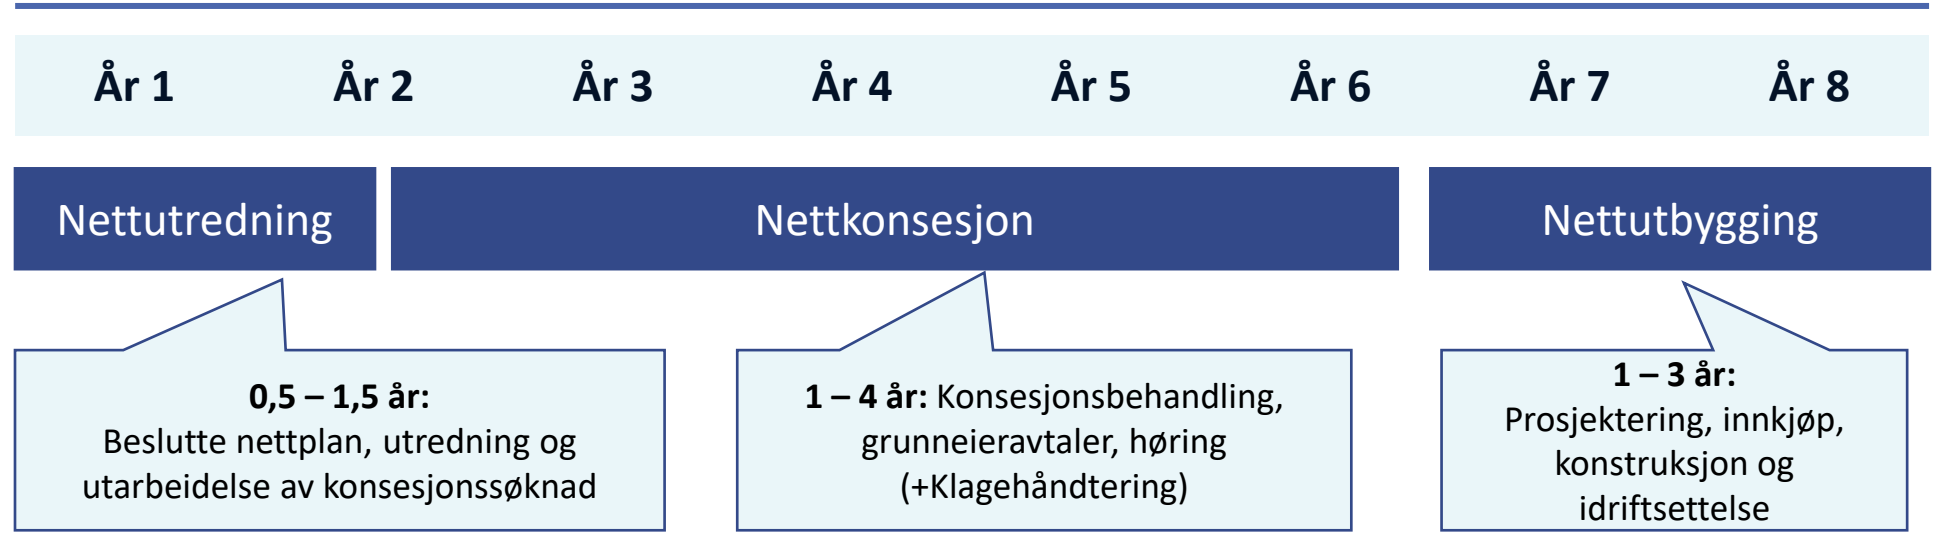 År 1 År 2 År 3 År 4 År 5 År 6 År 7 År 8
Nettutredning Nettkonsesjon Nettutbygging
0,5 – 1,5 år:
Beslutte nettplan, utredning og
utarbeidelse av konsesjonssøknad
1 – 4 år: Konsesjonsbehandling,
grunneieravtaler, høring
(+Klagehåndtering)
1 – 3 år:
Prosjektering, innkjøp,
konstruksjon og
idriftsettelse